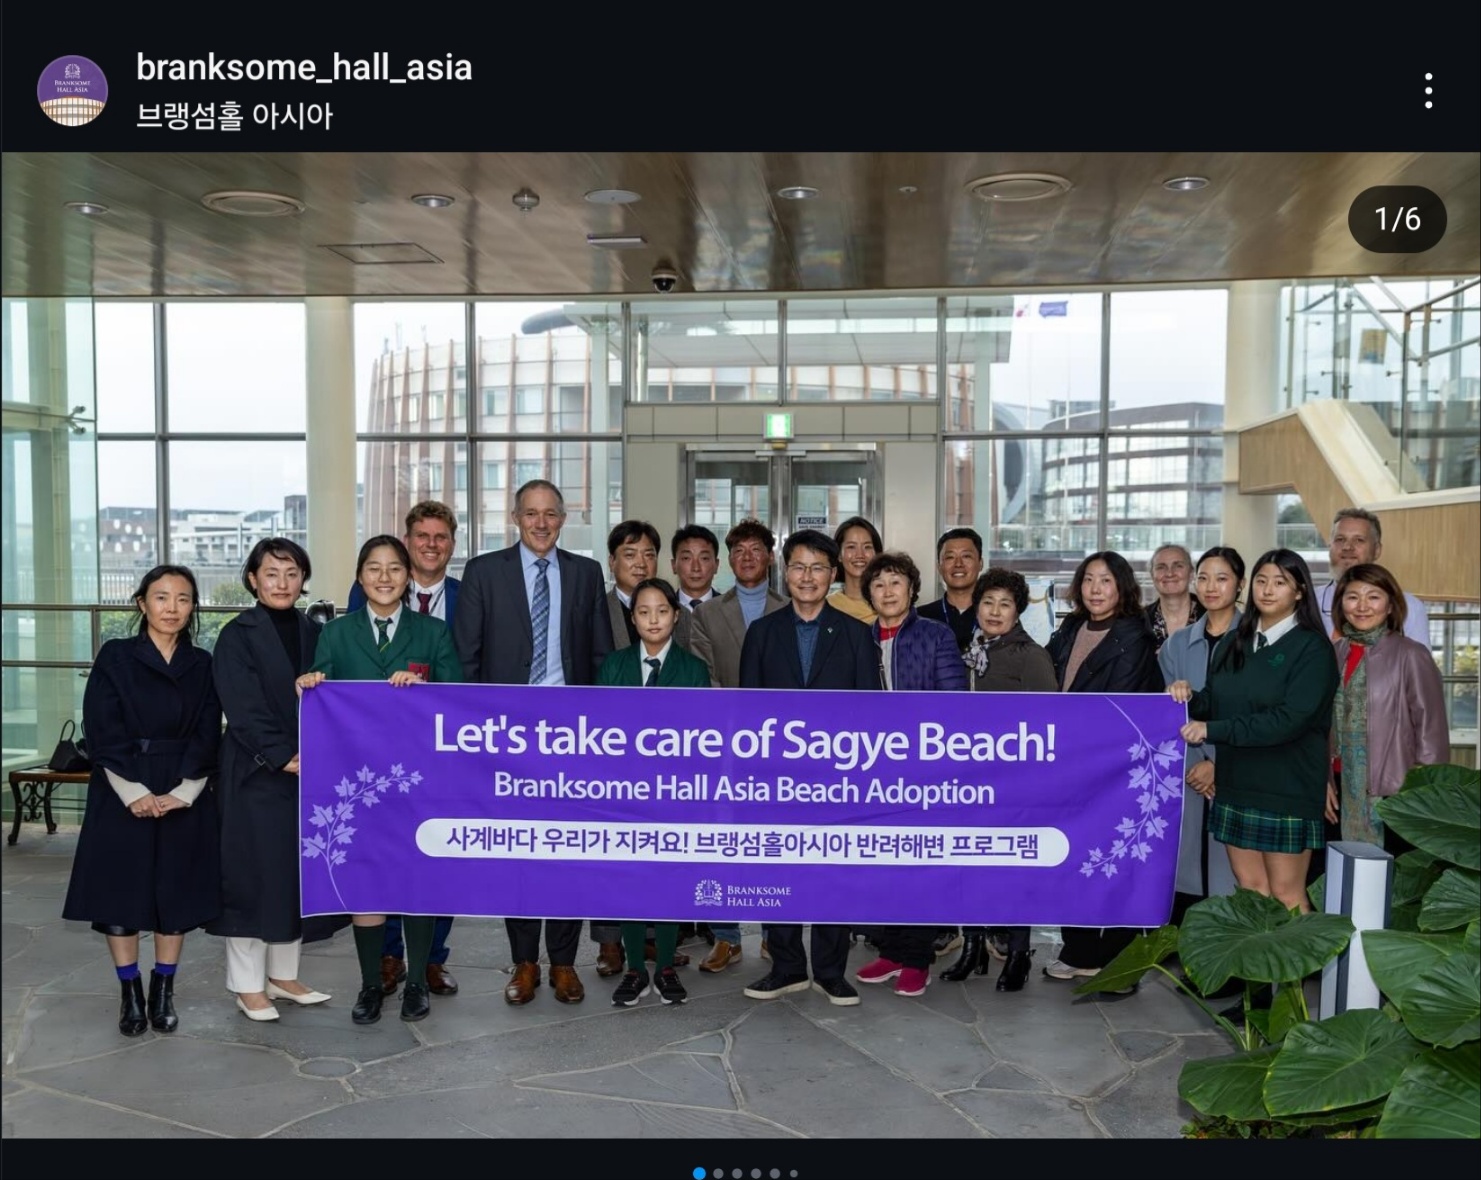 branksome_hall_asia
브랭섬홀 아시아
BRANKSOME
HALL ASIA
1/6
NOTICE
Let's take care of Sagye Beach!
Branksome Hall Asia Beach Adoption
사계바다 우리가 지켜요! 브랭섬홀아시아 반려해변 프로그램
BRANKSOME
HALL ASIA